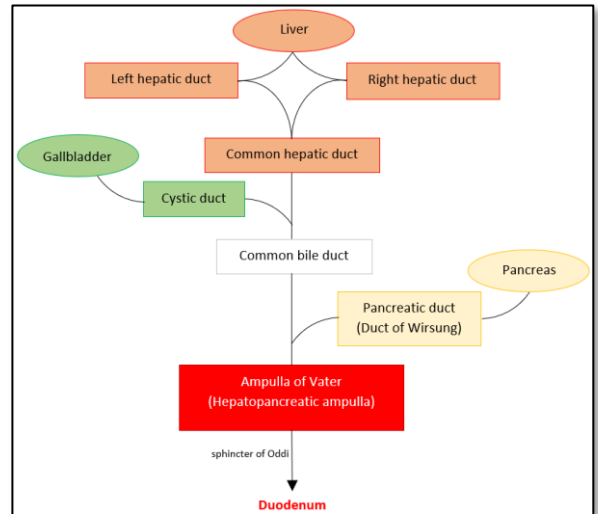 Liver
Left hepatic duct
Right hepatic duct
Common hepatic duct
Gallbladder
Cystic duct
Common bile duct
Pancreas
Pancreatic duct
(Duct of Wirsung)
Ampulla of Vater
(Hepatopancreatic ampulla)
sphincter of Oddi
Duodenum